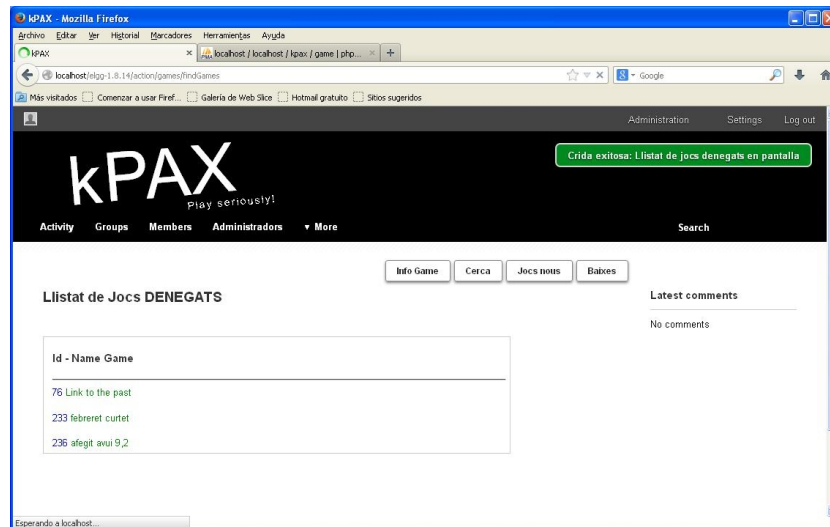 kPAX - Mozilla Firefox
Archivo Editar Ver Historial Marcadores Herramientas Ayuda
kPAX
localhost / localhost / kpax / game | php...
localhost/elgg-1.8.14/action/games/findGames
Google
Más visitados Comenzar a usar Firef... Galería de Web Slice Hotmail gratuito Sitios sugeridos
Administration Settings Log out
Crida exitosa: Llistat de jocs denegats en pantalla
kPAX
Play seriously!
Activity Groups Members Administradors ▼ More Search
Info Game Cerca Jocs nous Baixes
Llistat de Jocs DENEGATS
Latest comments
No comments
Id - Name Game
76 Link to the past
233 febreret curtet
236 afegit avui 9,2
Esperando a localhost...